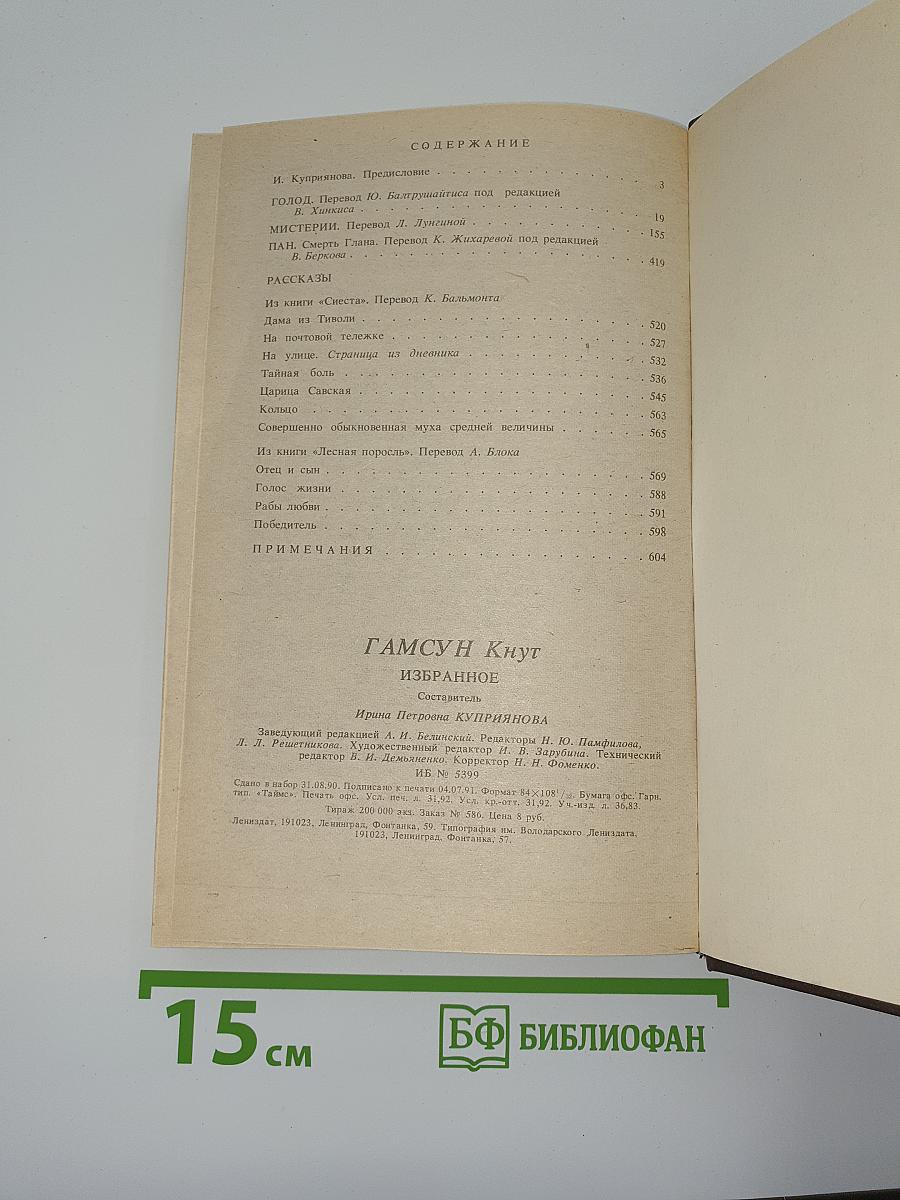 СОДЕРЖАНИЕ
И. Куприянова. Предисловие . . . . . . . . . . . . . 3
ГОЛОД. Перевод Ю. Балтрушайтиса под редакцией
В. Хинкиса . . . . . . . . . . . . . . . . . . 19
МИСТЕРИИ. Перевод Л. Лунгиной . . . . . . . . . . . 155
ПАН. Смерть Глана. Перевод К. Жихаревой под редакцией
В. Беркова . . . . . . . . . . . . . . . . . . 419
РАССКАЗЫ
Из книги «Сиеста». Перевод К. Бальмонта
Дама из Тиволи . . . . . . . . . . . . . . . . . . 520
На почтовой тележке . . . . . . . . . . . . . . . . 527
На улице. Страница из дневника . . . . . . . . . . . 532
Тайная боль . . . . . . . . . . . . . . . . . . . 536
Царица Савская . . . . . . . . . . . . . . . . . . 545
Кольцо . . . . . . . . . . . . . . . . . . . . . 563
Совершенно обыкновенная муха средней величины . . . . . . 565
Из книги «Лесная поросль». Перевод А. Блока
Отец и сын . . . . . . . . . . . . . . . . . . . . 569
Голос жизни . . . . . . . . . . . . . . . . . . . 588
Рабы любви . . . . . . . . . . . . . . . . . . . . 591
Победитель . . . . . . . . . . . . . . . . . . . . 598
ПРИМЕЧАНИЯ . . . . . . . . . . . . . . . . . 604
ГАМСУН Кнут
ИЗБРАННОЕ
Составитель
Ирина Петровна КУПРИЯНОВА
Заведующий редакцией А. И. Белинский. Редакторы Н. Ю. Памфилова,
Л. Л. Решетникова. Художественный редактор И. В. Зарубина. Технический
редактор В. И. Демьяненко. Корректор Н. Н. Фоменко.
ИБ № 5399
Сдано в набор 31.08.90. Подписано к печати 04.07.91. Формат 84×108¹/₃₂. Бумага офс. Гарн.
тип. «Таймс». Печать офс. Усл. печ. л. 31,92. Усл. кр.-отт. 31,92. Уч.-изд. л. 36,83.
Тираж 200 000 экз. Заказ № 586. Цена 8 руб.
Лениздат, 191023, Ленинград, Фонтанка, 59. Типография им. Володарского Лениздата,
191023, Ленинград, Фонтанка, 57.
15 см
БФ БИБЛИОФАН